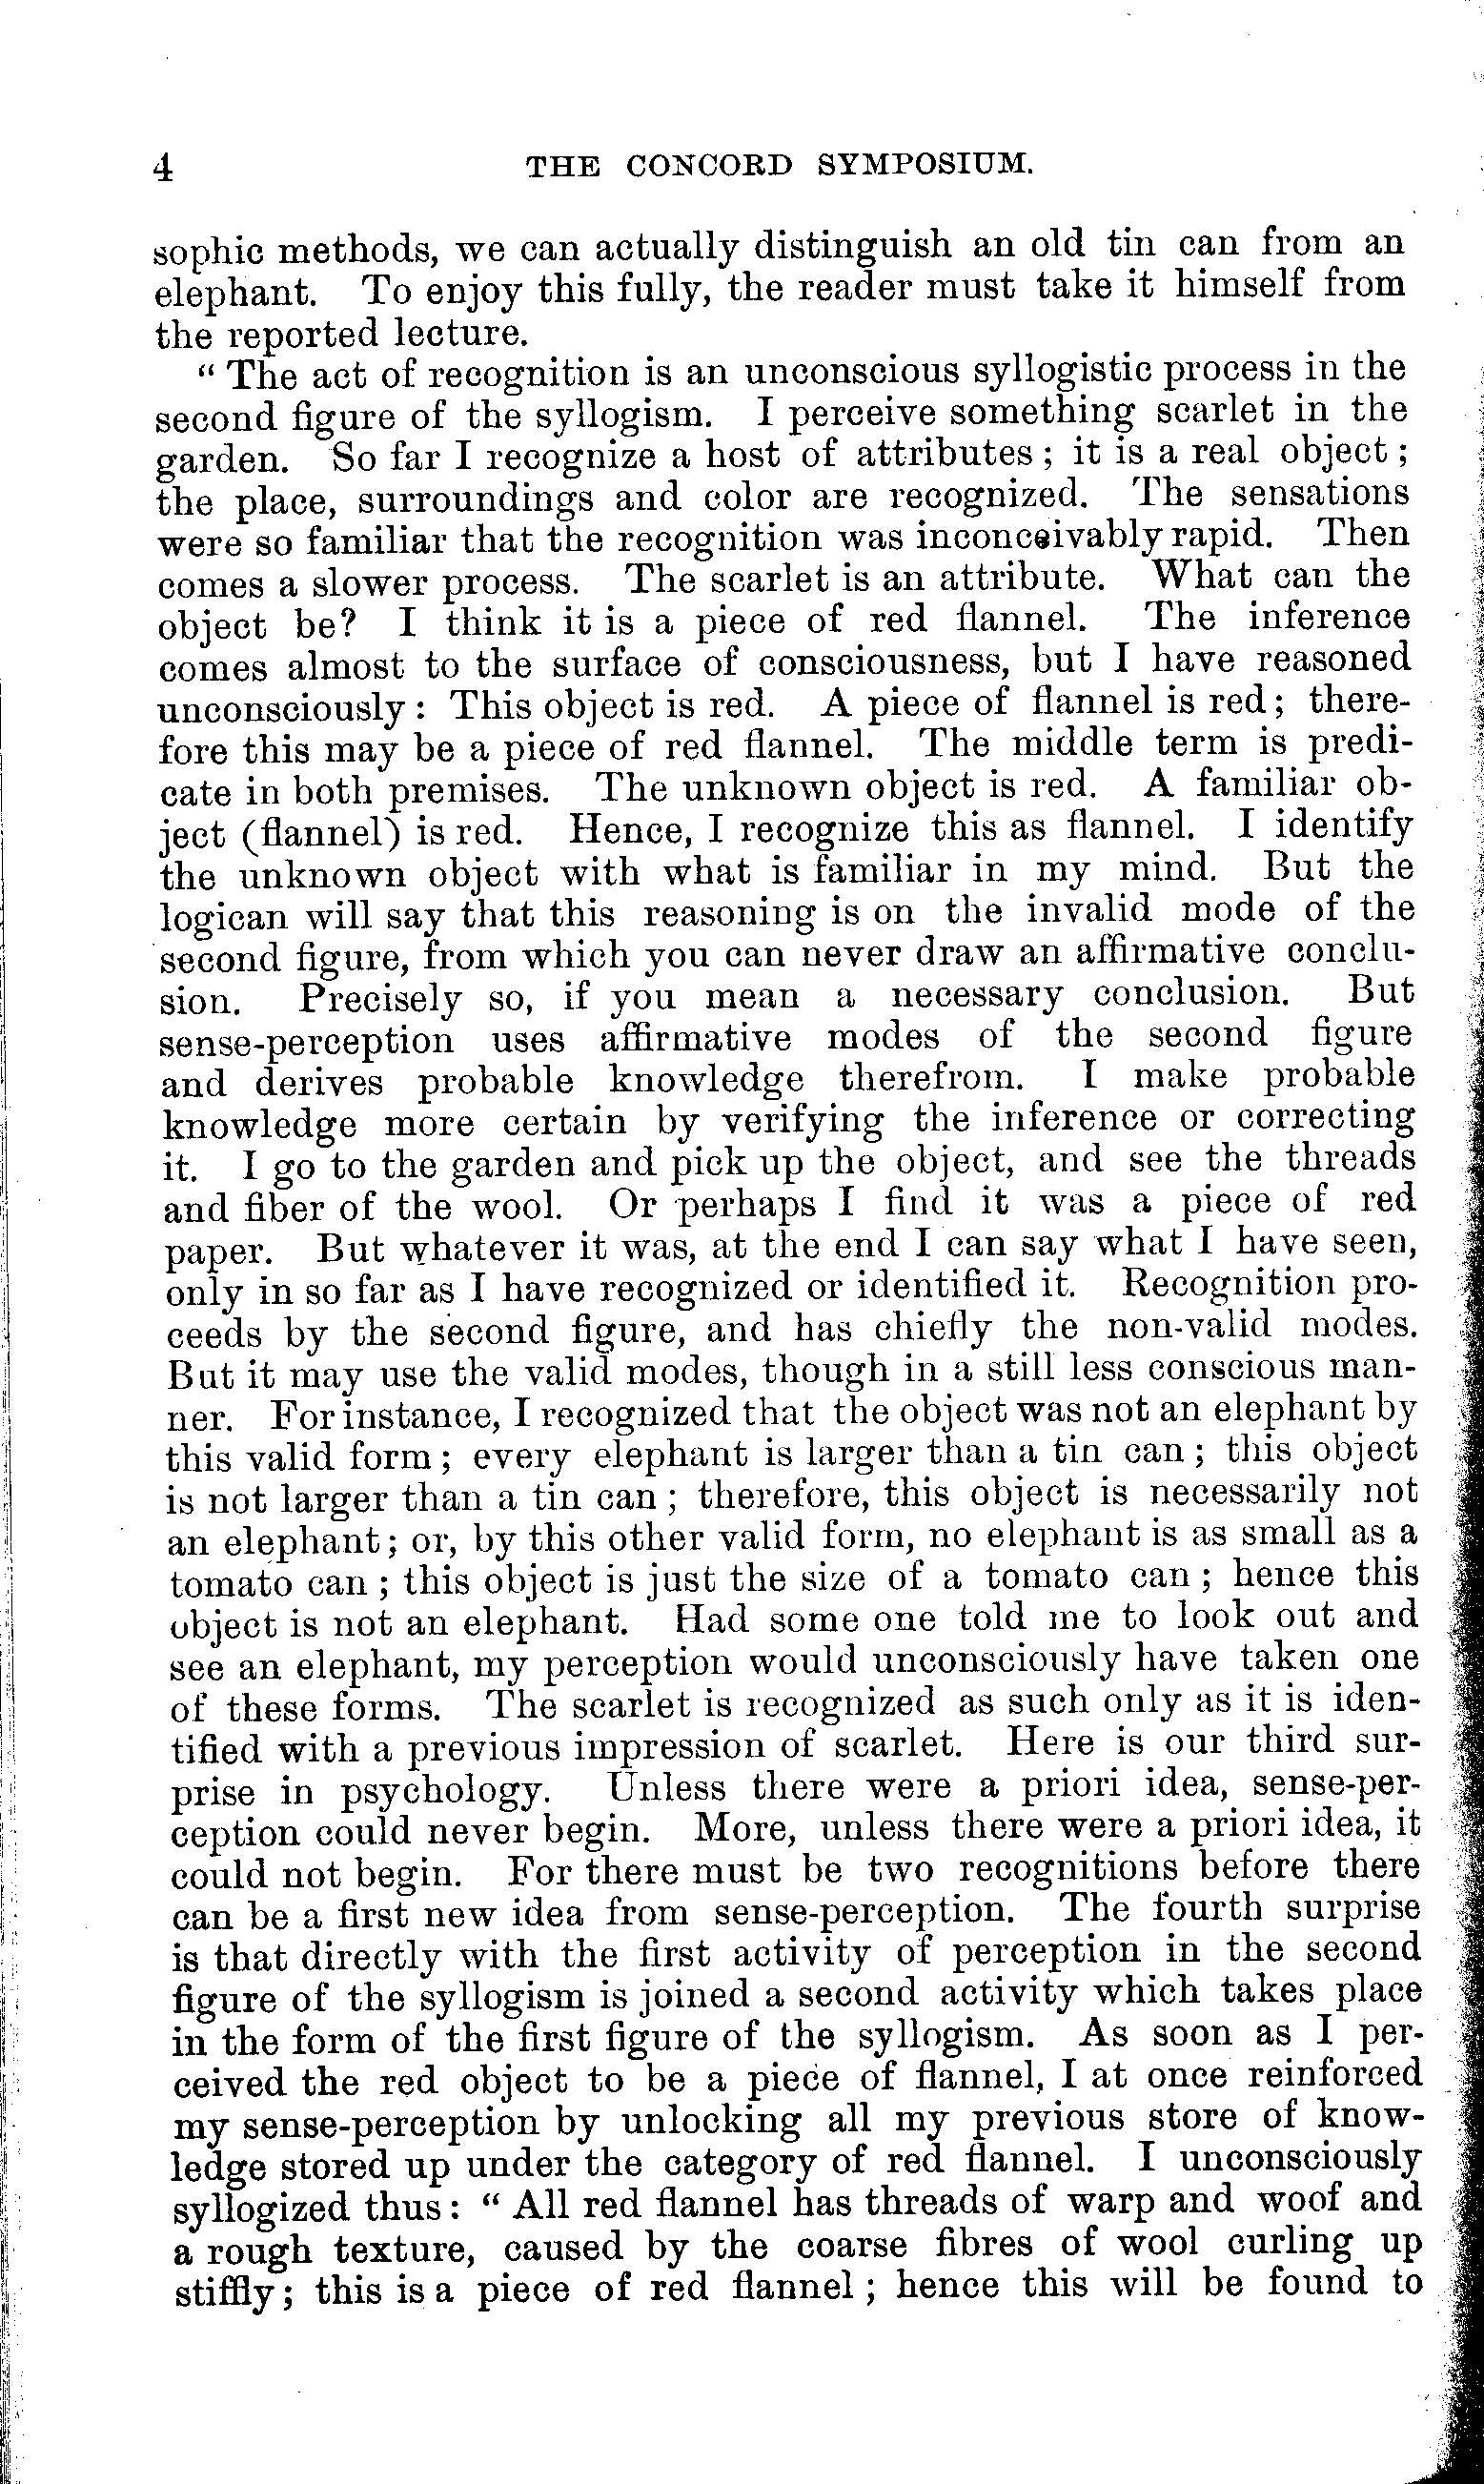 4 THE CONCORD SYMPOSIUM.
sophic methods, we can actually distinguish an old tin can from an
elephant. To enjoy this fully, the reader must take it himself from
the reported lecture.
“ The act of recognition is an unconscious syllogistic process in the
second figure of the syllogism. I perceive something scarlet in the
garden. So far I recognize a host of attributes ; it is a real object ;
the place, surroundings and color are recognized. The sensations
were so familiar that the recognition was inconceivably rapid. Then
comes a slower process. The scarlet is an attribute. What can the
object be? I think it is a piece of red flannel. The inference
comes almost to the surface of consciousness, but I have reasoned
unconsciously : This object is red. A piece of flannel is red ; there-
fore this may be a piece of red flannel. The middle term is predi-
cate in both premises. The unknown object is red. A familiar ob-
ject (flannel) is red. Hence, I recognize this as flannel. I identify
the unknown object with what is familiar in my mind. But the
logican will say that this reasoning is on the invalid mode of the
second figure, from which you can never draw an affirmative conclu-
sion. Precisely so, if you mean a necessary conclusion. But
sense-perception uses affirmative modes of the second figure
and derives probable knowledge therefrom. I make probable
knowledge more certain by verifying the inference or correcting
it. I go to the garden and pick up the object, and see the threads
and fiber of the wool. Or perhaps I find it was a piece of red
paper. But whatever it was, at the end I can say what I have seen,
only in so far as I have recognized or identified it. Recognition pro-
ceeds by the second figure, and has chiefly the non-valid modes.
But it may use the valid modes, though in a still less conscious man-
ner. For instance, I recognized that the object was not an elephant by
this valid form ; every elephant is larger than a tin can ; this object
is not larger than a tin can ; therefore, this object is necessarily not
an elephant ; or, by this other valid form, no elephant is as small as a
tomato can ; this object is just the size of a tomato can ; hence this
object is not an elephant. Had some one told me to look out and
see an elephant, my perception would unconsciously have taken one
of these forms. The scarlet is recognized as such only as it is iden-
tified with a previous impression of scarlet. Here is our third sur-
prise in psychology. Unless there were a priori idea, sense-per-
ception could never begin. More, unless there were a priori idea, it
could not begin. For there must be two recognitions before there
can be a first new idea from sense-perception. The fourth surprise
is that directly with the first activity of perception in the second
figure of the syllogism is joined a second activity which takes place
in the form of the first figure of the syllogism. As soon as I per-
ceived the red object to be a piece of flannel, I at once reinforced
my sense-perception by unlocking all my previous store of know-
ledge stored up under the category of red flannel. I unconsciously
syllogized thus : “ All red flannel has threads of warp and woof and
a rough texture, caused by the coarse fibres of wool curling up
stiffly ; this is a piece of red flannel ; hence this will be found to